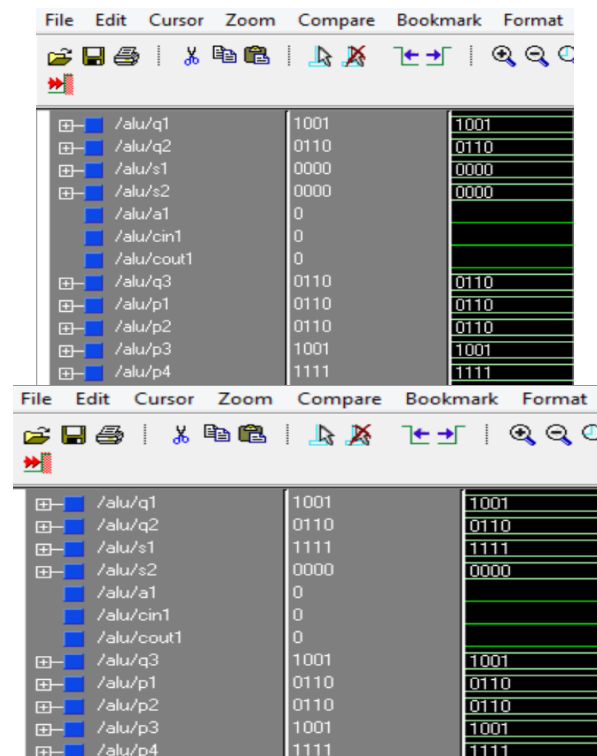 File Edit Cursor Zoom Compare Bookmark Format
/alu/q1 1001 1001
/alu/q2 0110 0110
/alu/s1 0000 0000
/alu/s2 0000 0000
/alu/a1 0
/alu/cin1 0
/alu/cout1 0
/alu/q3 0110 0110
/alu/p1 0110 0110
/alu/p2 0110 0110
/alu/p3 1001 1001
/alu/p4 1111 1111
File Edit Cursor Zoom Compare Bookmark Format
/alu/q1 1001 1001
/alu/q2 0110 0110
/alu/s1 1111 1111
/alu/s2 0000 0000
/alu/a1 0
/alu/cin1 0
/alu/cout1 0
/alu/q3 1001 1001
/alu/p1 0110 0110
/alu/p2 0110 0110
/alu/p3 1001 1001
/alu/p4 1111 1111